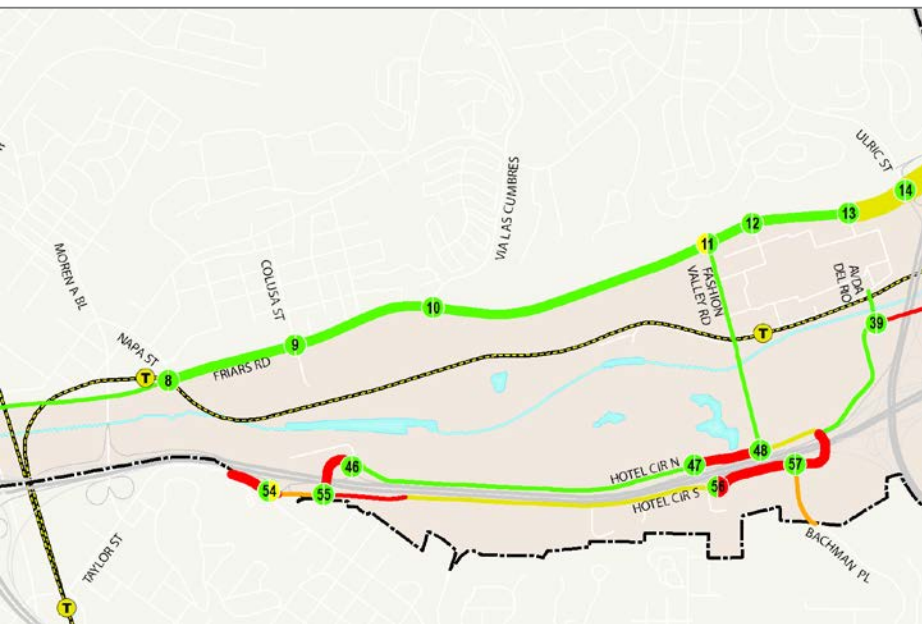 ULRIC ST
14
13
12
11
VIA LAS CUMBRES
MOREN A BL
COLUSA ST
10
FASHION
VALLEY RD
AVDA
DEL RIO
39
9
T
NAPA ST
T
8
FRIARS RD
46
HOTEL CIR N
47
48
57
54
55
HOTEL CIR S
56
TAYLOR ST
BACHMAN PL
T